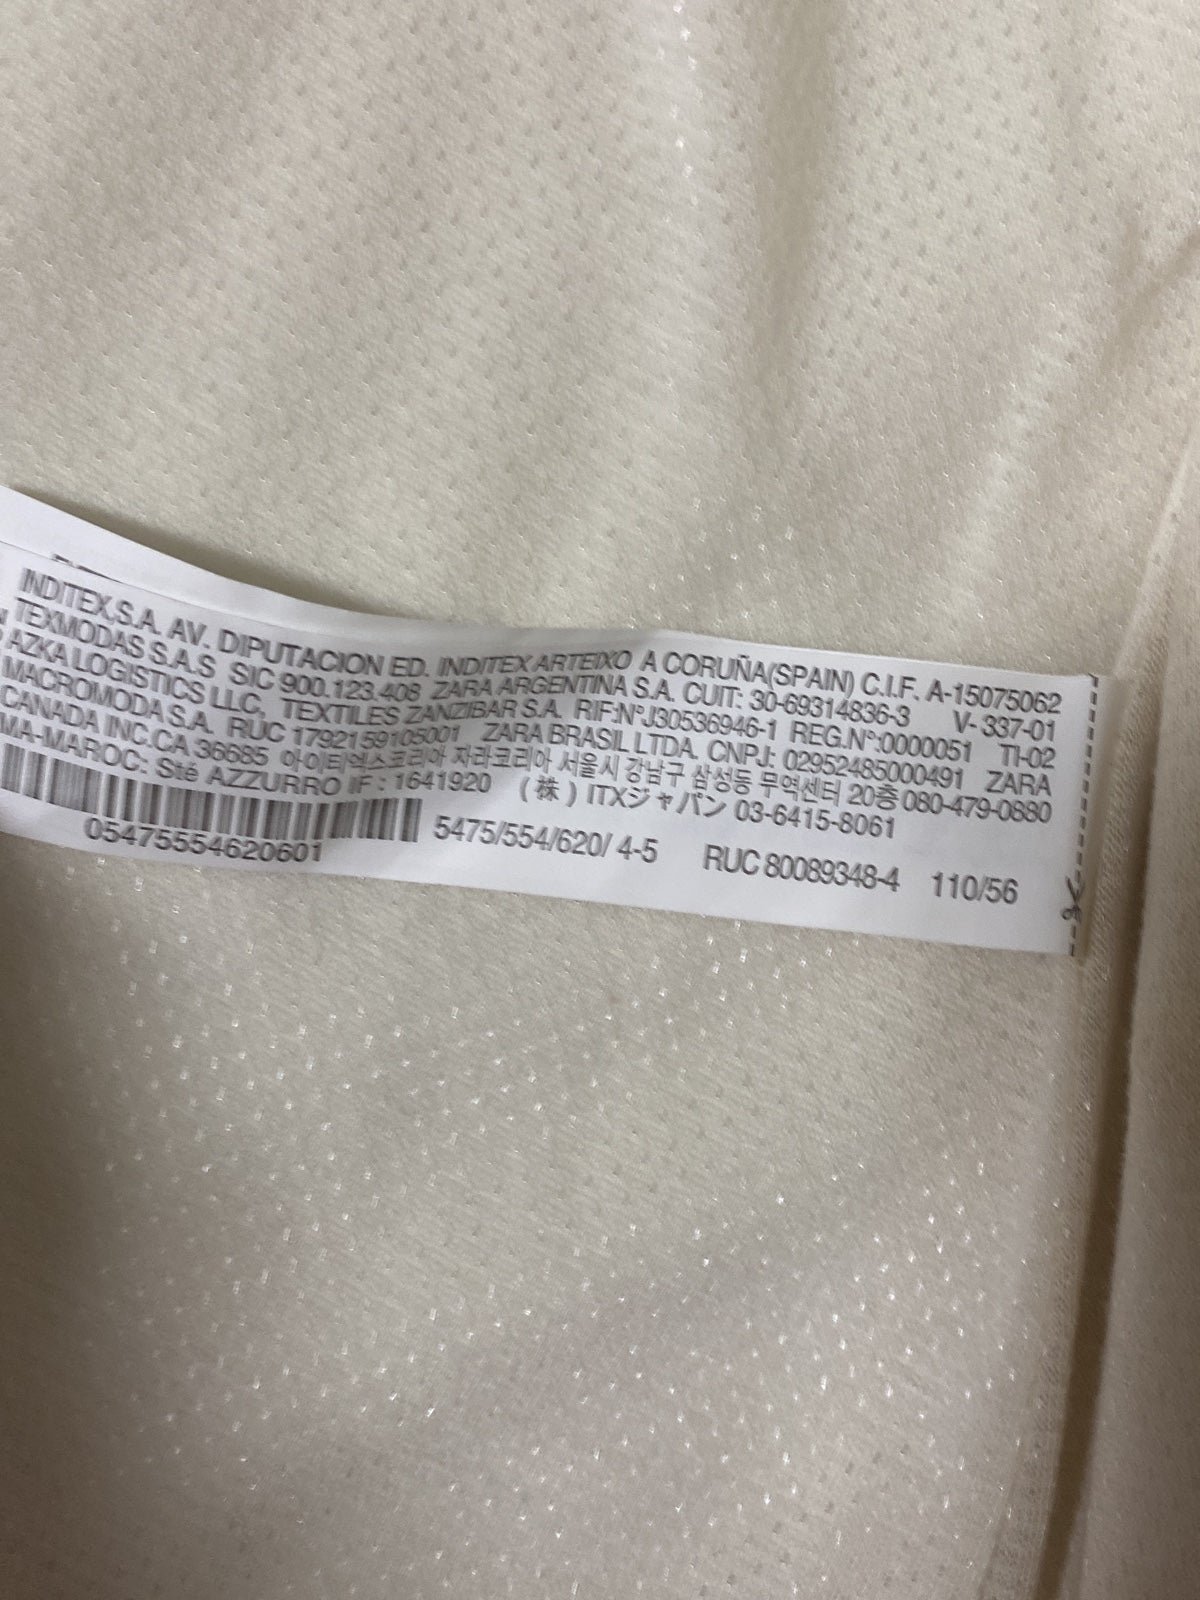 INDITEX,S.A. AV. DIPUTACION ED. INDITEX ARTEIXO A CORUÑA(SPAIN) C.I.F. A-15075062
TEXMODAS S.A.S SIC 900.123.408 ZARA ARGENTINA S.A. CUIT: 30-69314836-3 V- 337-01
AZKA LOGISTICS LLC, TEXTILES ZANZIBAR S.A. RIF:N°J30536946-1 REG.N°:0000051 TI-02
MACROMODA S.A. RUC 1792159105001 ZARA BRASIL LTDA. CNPJ: 02952485000491 ZARA
CANADA INC.CA 36685 아이티엑스코리아 자라코리아 서울시 강남구 삼성동 무역센터 20층 080-479-0880
MA-MAROC: Sté AZZURRO IF : 1641920 (株) ITXジャパン 03-6415-8061
05475554620601 5475/554/620/ 4-5 RUC 80089348-4 110/56